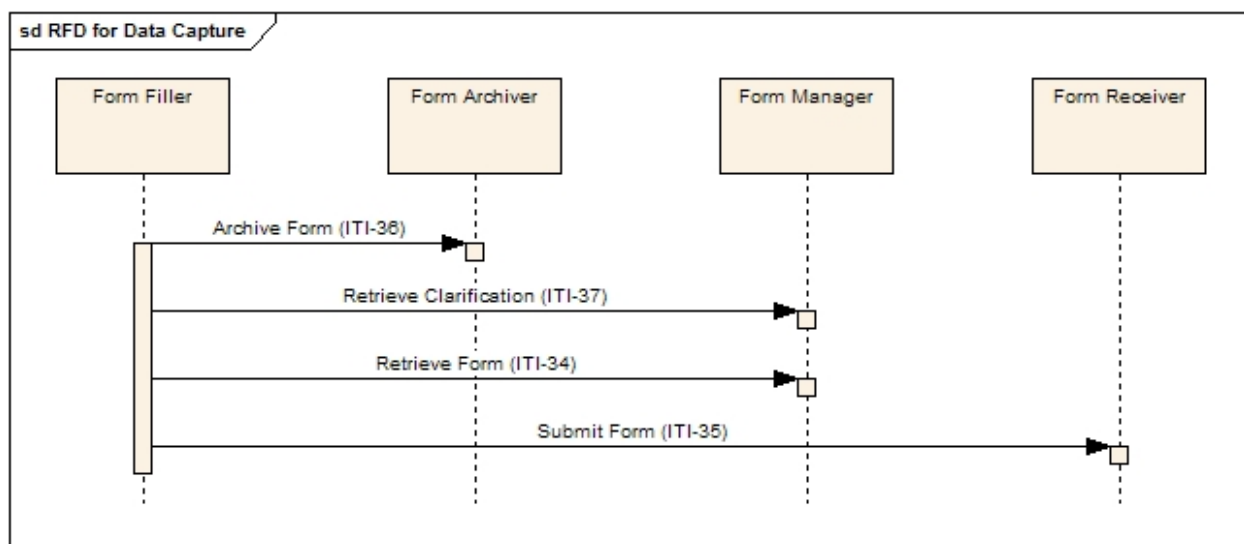 sd RFD for Data Capture
Form Filler
Form Archiver
Form Manager
Form Receiver
Archive Form (ITI-36)
Retrieve Clarification (ITI-37)
Retrieve Form (ITI-34)
Submit Form (ITI-35)